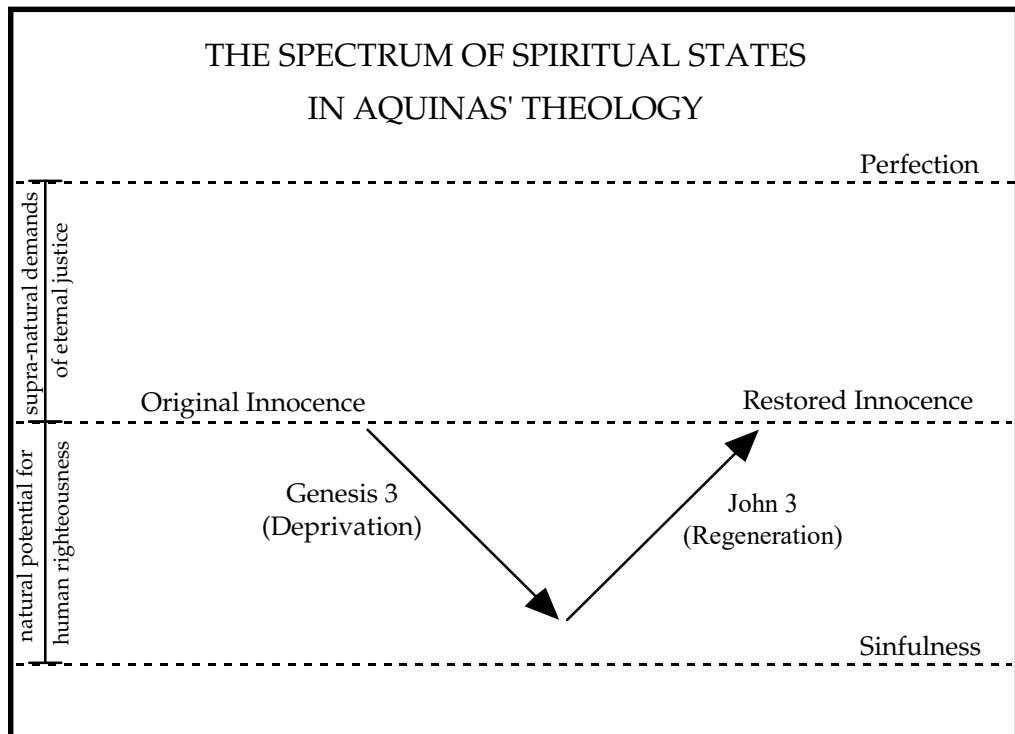 THE SPECTRUM OF SPIRITUAL STATES
IN AQUINAS' THEOLOGY
Perfection
supra-natural demands
of eternal justice
Original Innocence
Restored Innocence
natural potential for
human righteousness
Genesis 3
(Deprivation)
John 3
(Regeneration)
Sinfulness